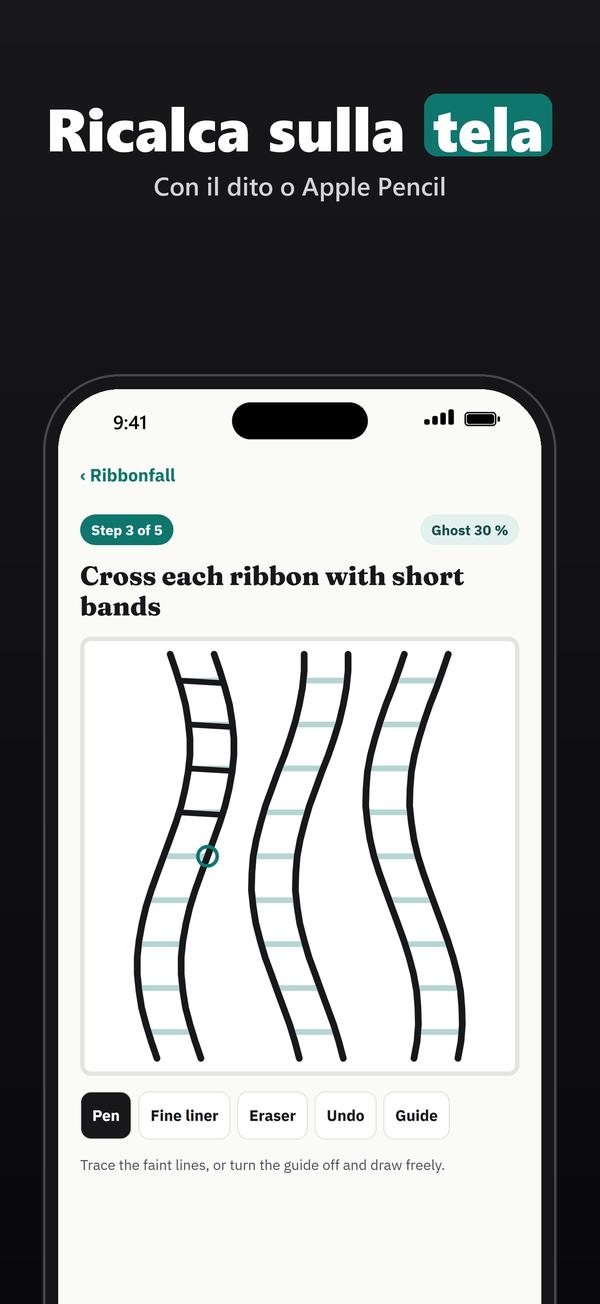 Ricalca sulla tela
Con il dito o Apple Pencil
9:41
‹ Ribbonfall
Step 3 of 5
Ghost 30 %
Cross each ribbon with short
bands
Pen
Fine liner
Eraser
Undo
Guide
Trace the faint lines, or turn the guide off and draw freely.